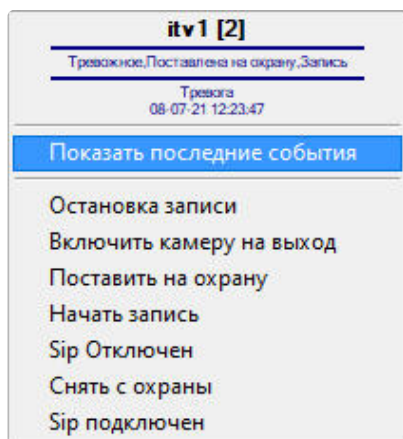 itv1 [2]
Тревожное,Поставлена на охрану,Запись
Тревога
08-07-21 12:23:47
Показать последние события
Остановка записи
Включить камеру на выход
Поставить на охрану
Начать запись
Sip Отключен
Снять с охраны
Sip подключен